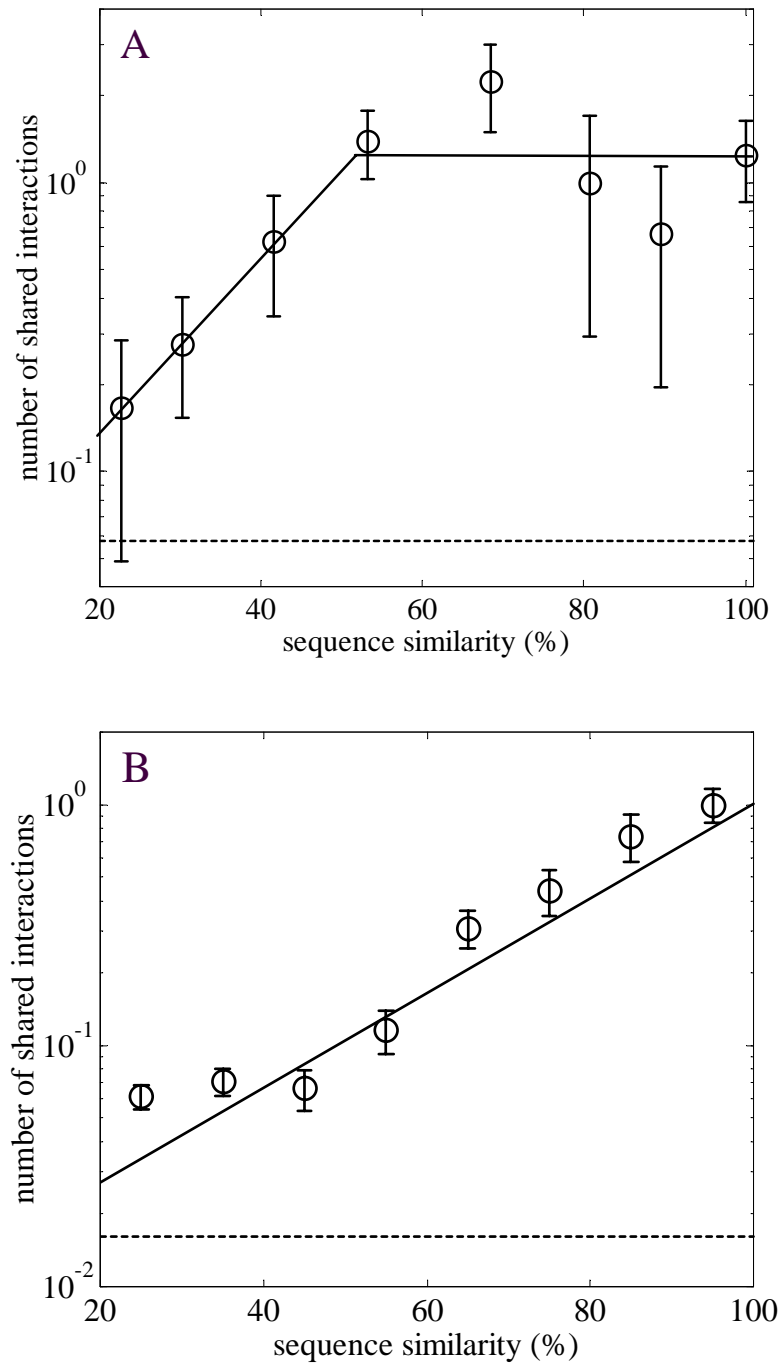 A
number of shared interactions
10^0
10^-1
20 40 60 80 100
sequence similarity (%)
B
number of shared interactions
10^0
10^-1
10^-2
20 40 60 80 100
sequence similarity (%)